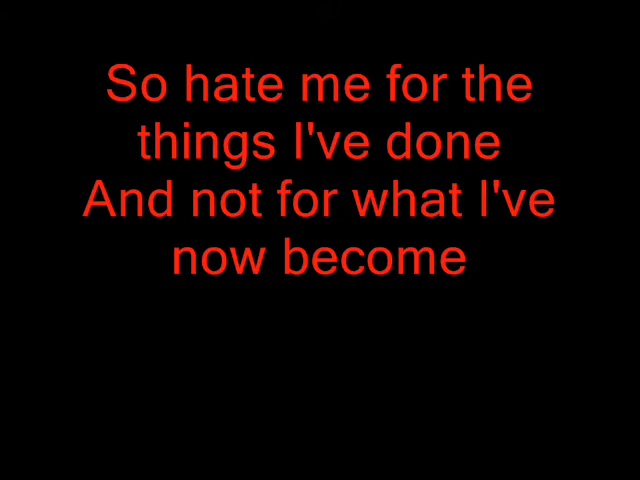 So hate me for the
things I've done
And not for what I've
now become